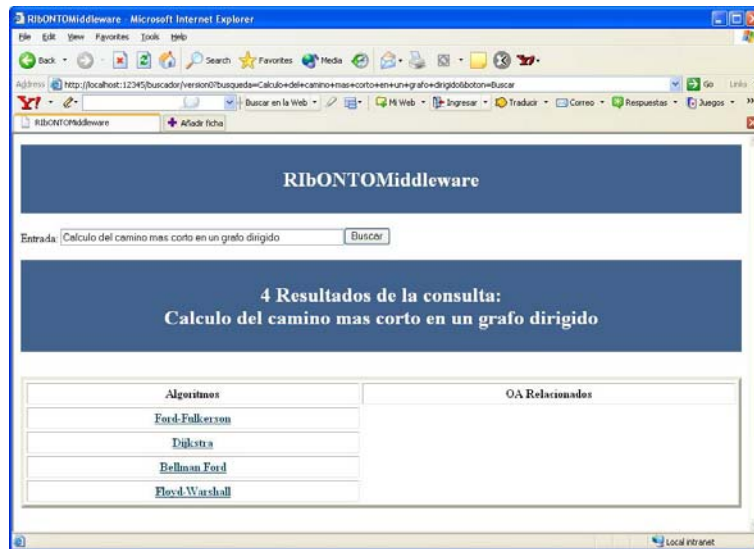 RIbONTOMiddleware - Microsoft Internet Explorer
File Edit View Favorites Tools Help
Back Search Favorites Media
Address http://localhost:12345/buscador/version0?busqueda=Calculo+del+camino+mas+corto+en+un+grafo+dirigido&boton=Buscar Go Links
Y! Buscar en la Web Mi Web Ingresar Traducir Correo Respuestas Juegos »
RIbONTOMiddleware Añadir ficha
RIbONTOMiddleware
Entrada: Calculo del camino mas corto en un grafo dirigido Buscar
4 Resultados de la consulta:
Calculo del camino mas corto en un grafo dirigido
Algoritmos OA Relacionados
Ford-Fulkerson
Dijkstra
Bellman Ford
Floyd-Warshall
Local intranet